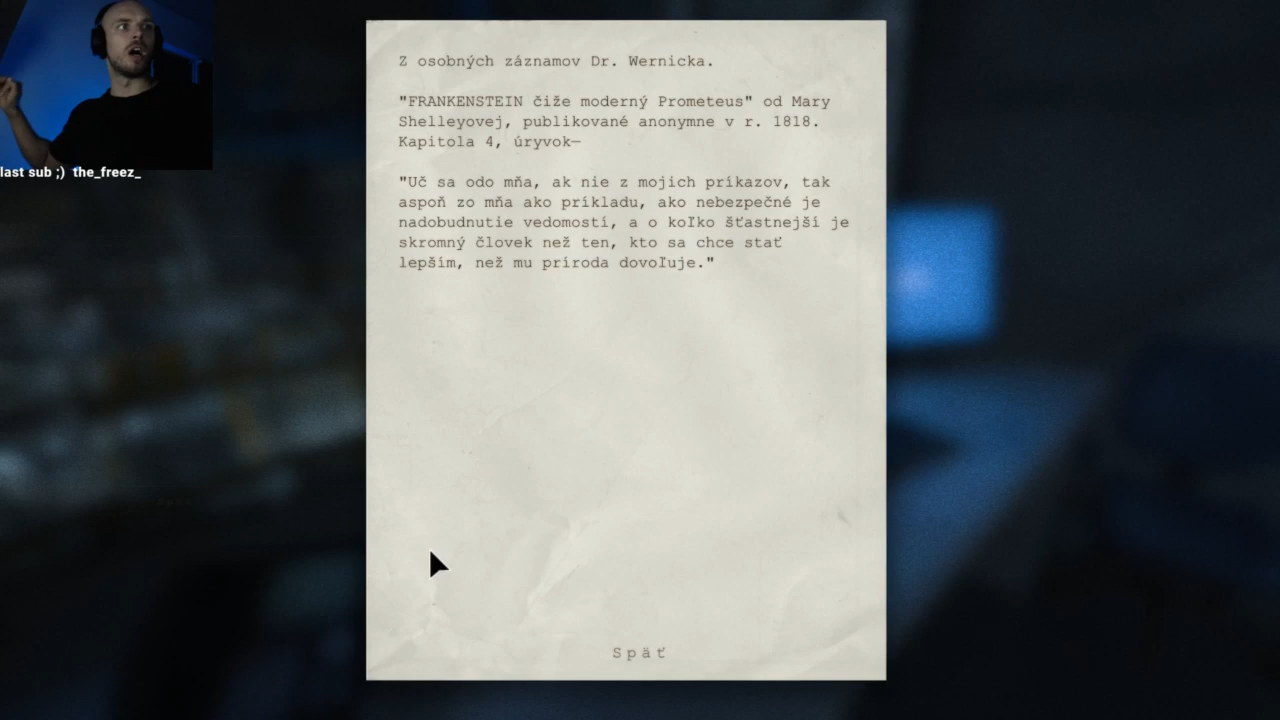 last sub ;) the_freez_
Z osobných záznamov Dr. Wernicka.
"FRANKENSTEIN čiže moderný Prometeus" od Mary
Shelleyovej, publikované anonymne v r. 1818.
Kapitola 4, úryvok—
"Uč sa odo mňa, ak nie z mojich príkazov, tak
aspoň zo mňa ako príkladu, ako nebezpečné je
nadobudnutie vedomostí, a o koľko šťastnejší je
skromný človek než ten, kto sa chce stať
lepším, než mu príroda dovoľuje."
Späť